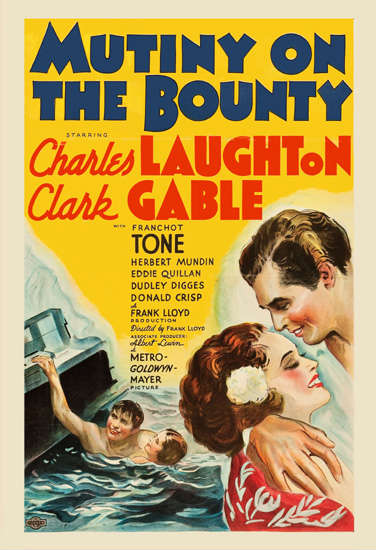 MUTINY ON
THE BOUNTY
STARRING
Charles LAUGHTON
Clark GABLE
WITH FRANCHOT
TONE
HERBERT MUNDIN
EDDIE QUILLAN
DUDLEY DIGGES
DONALD CRISP
A
FRANK LLOYD
PRODUCTION
Directed by FRANK LLOYD
ASSOCIATE PRODUCER:
Albert Lewin
A
METRO-
GOLDWYN-
MAYER
PICTURE